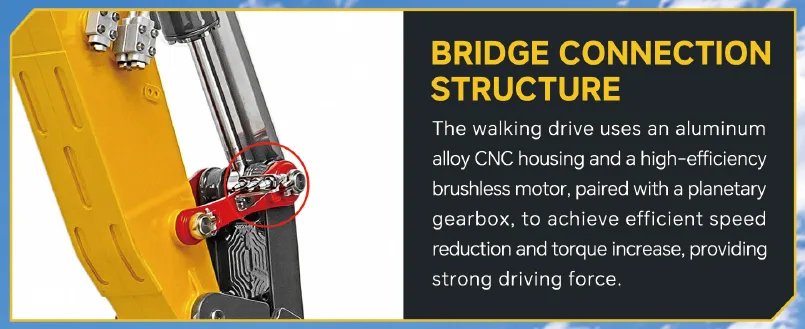 BRIDGE CONNECTION
STRUCTURE
The walking drive uses an aluminum
alloy CNC housing and a high-efficiency
brushless motor, paired with a planetary
gearbox, to achieve efficient speed
reduction and torque increase, providing
strong driving force.